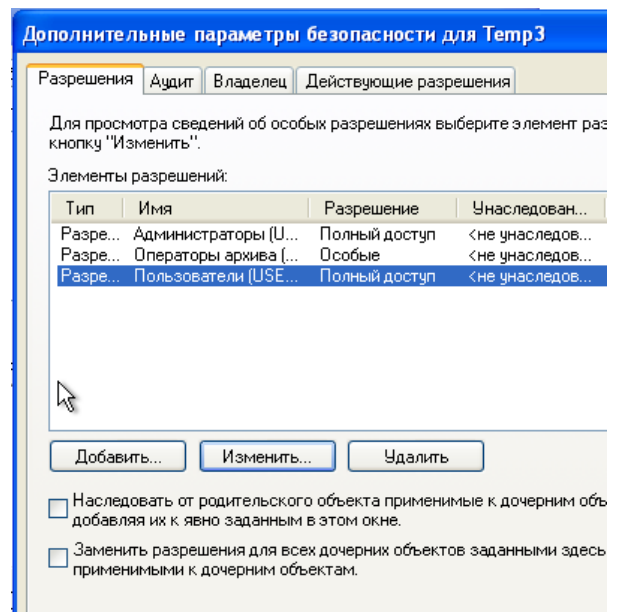 Дополнительные параметры безопасности для Temp3
Разрешения Аудит Владелец Действующие разрешения
Для просмотра сведений об особых разрешениях выберите элемент раз
кнопку "Изменить".
Элементы разрешений:
Тип Имя Разрешение Унаследован...
Разре... Администраторы (U... Полный доступ <не унаследов...
Разре... Операторы архива (... Особые <не унаследов...
Разре... Пользователи (USE... Полный доступ <не унаследов...
Добавить... Изменить... Удалить
Наследовать от родительского объекта применимые к дочерним объ
добавляя их к явно заданным в этом окне.
Заменить разрешения для всех дочерних объектов заданными здесь
применимыми к дочерним объектам.